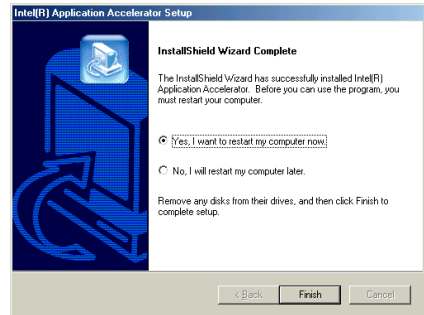 Intel(R) Application Accelerator Setup
InstallShield Wizard Complete
The InstallShield Wizard has successfully installed Intel(R)
Application Accelerator. Before you can use the program, you
must restart your computer.
Yes, I want to restart my computer now.
No, I will restart my computer later.
Remove any disks from their drives, and then click Finish to
complete setup.
< Back
Finish
Cancel